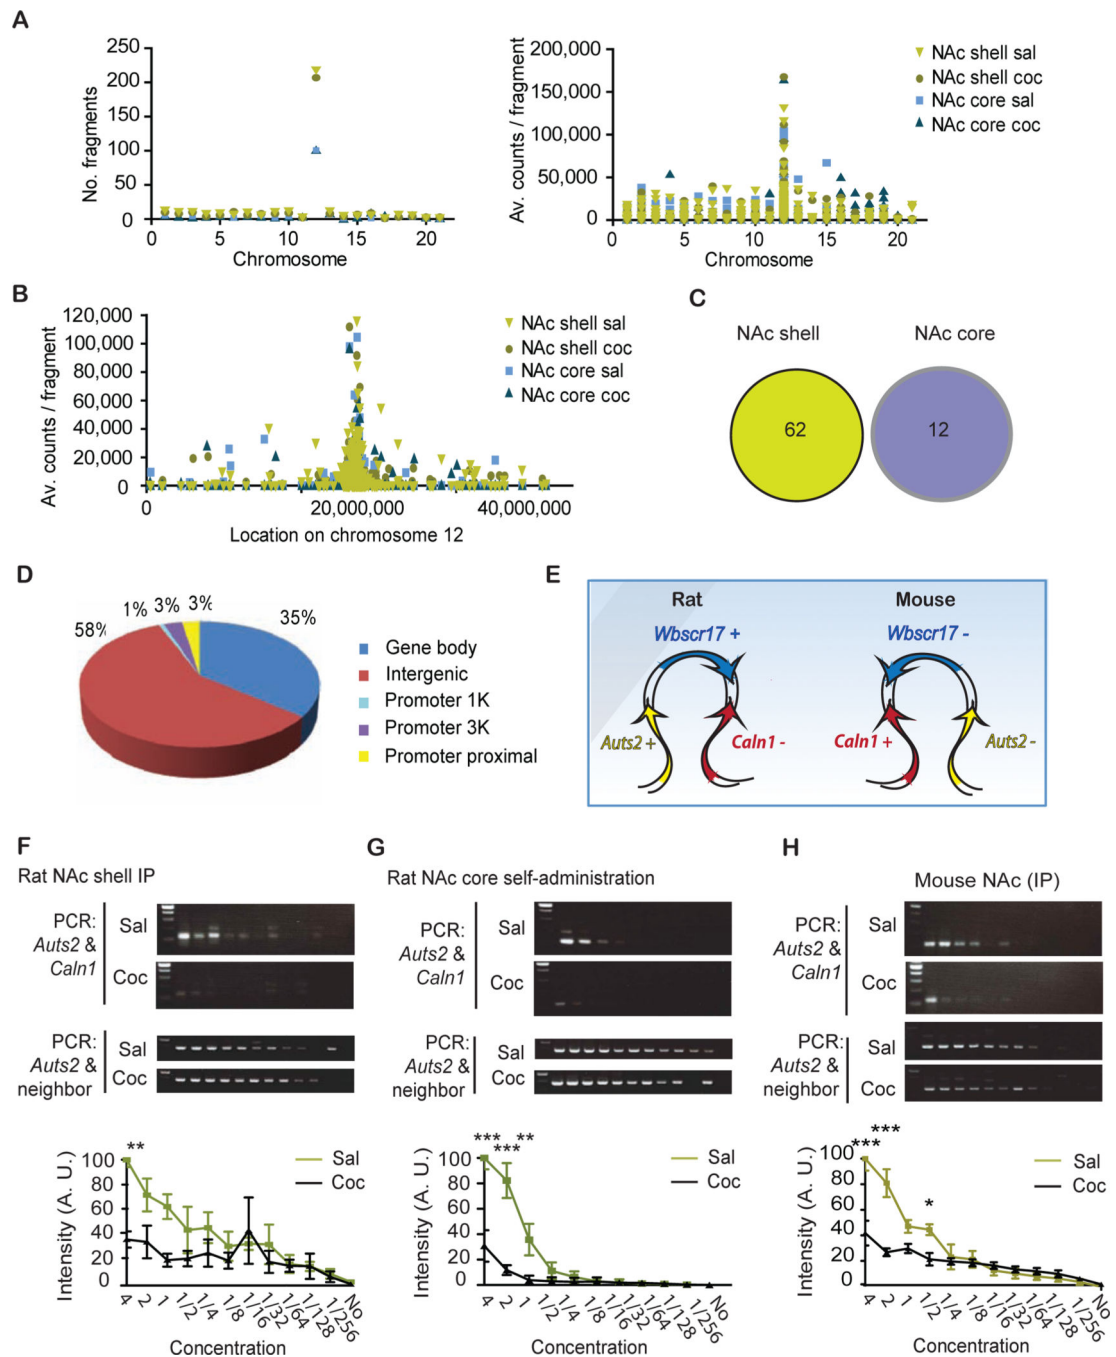 A
250
200
150
100
50
0
No. fragments
0 5 10 15 20
Chromosome
200,000
150,000
100,000
50,000
0
Av. counts / fragment
0 5 10 15 20
Chromosome
NAc shell sal
NAc shell coc
NAc core sal
NAc core coc
B
120,000
100,000
80,000
60,000
40,000
20,000
0
Av. counts / fragment
0 20,000,000 40,000,000
Location on chromosome 12
NAc shell sal
NAc shell coc
NAc core sal
NAc core coc
C
NAc shell
NAc core
62
12
D
58%
1%
3%
3%
35%
Gene body
Intergenic
Promoter 1K
Promoter 3K
Promoter proximal
E
Rat
Mouse
Wbscr17 +
Wbscr17 -
Auts2 +
Caln1 -
Caln1 +
Auts2 -
F
Rat NAc shell IP
PCR:
Auts2 &
Caln1
Sal
Coc
PCR:
Auts2 &
neighbor
Sal
Coc
**
100
80
60
40
20
0
Intensity (A. U.)
Sal
Coc
4 2 1 1/2 1/4 1/8 1/16 1/32 1/64 1/128 1/256 No
Concentration
G
Rat NAc core self-administration
PCR:
Auts2 &
Caln1
Sal
Coc
PCR:
Auts2 &
neighbor
Sal
Coc
*** **
***
100
80
60
40
20
0
Intensity (A. U.)
Sal
Coc
4 2 1 1/2 1/4 1/8 1/16 1/32 1/64 1/128 1/256 No
Concentration
H
Mouse NAc (IP)
PCR:
Auts2 &
Caln1
Sal
Coc
PCR:
Auts2 &
neighbor
Sal
Coc
***
***
*
100
80
60
40
20
0
Intensity (A. U.)
Sal
Coc
4 2 1 1/2 1/4 1/8 1/16 1/32 1/64 1/128 1/256 No
Concentration